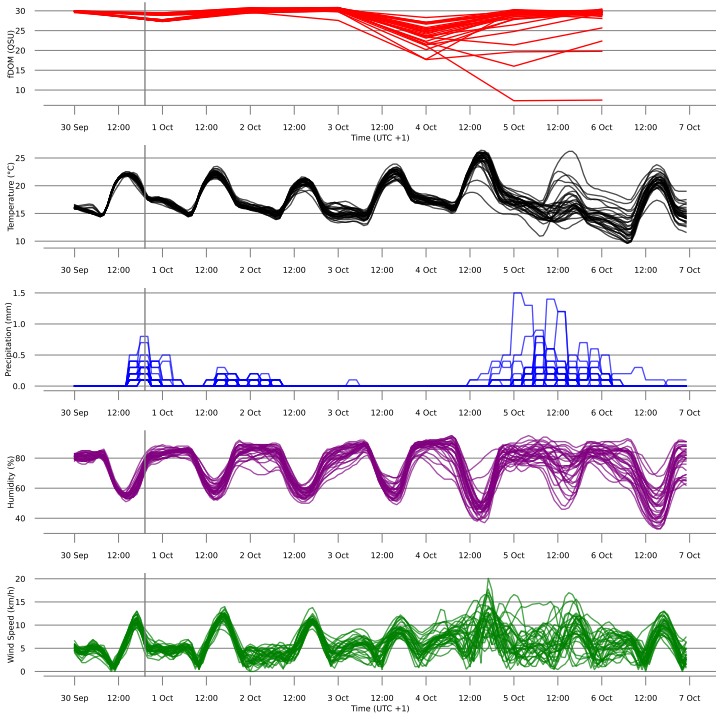 30
25
20
15
10
fDOM (QSU)
30 Sep 12:00 1 Oct 12:00 2 Oct 12:00 3 Oct 12:00 4 Oct 12:00 5 Oct 12:00 6 Oct 12:00 7 Oct
Time (UTC +1)
25
20
15
10
Temperature (°C)
30 Sep 12:00 1 Oct 12:00 2 Oct 12:00 3 Oct 12:00 4 Oct 12:00 5 Oct 12:00 6 Oct 12:00 7 Oct
1.5
1.0
0.5
0.0
Precipitation (mm)
30 Sep 12:00 1 Oct 12:00 2 Oct 12:00 3 Oct 12:00 4 Oct 12:00 5 Oct 12:00 6 Oct 12:00 7 Oct
80
60
40
Humidity (%)
30 Sep 12:00 1 Oct 12:00 2 Oct 12:00 3 Oct 12:00 4 Oct 12:00 5 Oct 12:00 6 Oct 12:00 7 Oct
20
15
10
5
0
Wind Speed (km/h)
30 Sep 12:00 1 Oct 12:00 2 Oct 12:00 3 Oct 12:00 4 Oct 12:00 5 Oct 12:00 6 Oct 12:00 7 Oct
Time (UTC +1)